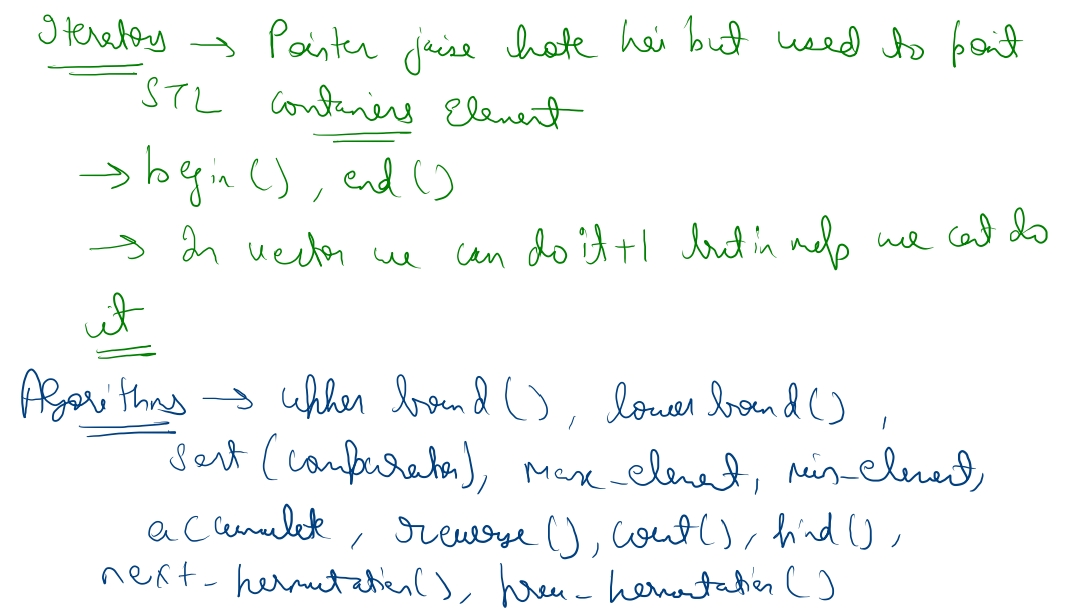 Iterators → Pointer jaise hote hai but used to point
STL Containers Element
→ begin(), end()
→ In vector we can do it+1 but in map we cant do
it
Algorithms → upper bound(), lower bound(),
Sort (comparator), max_element, min_element,
accumulate, reverse(), count(), find(),
next_permutation(), prev_permutation()